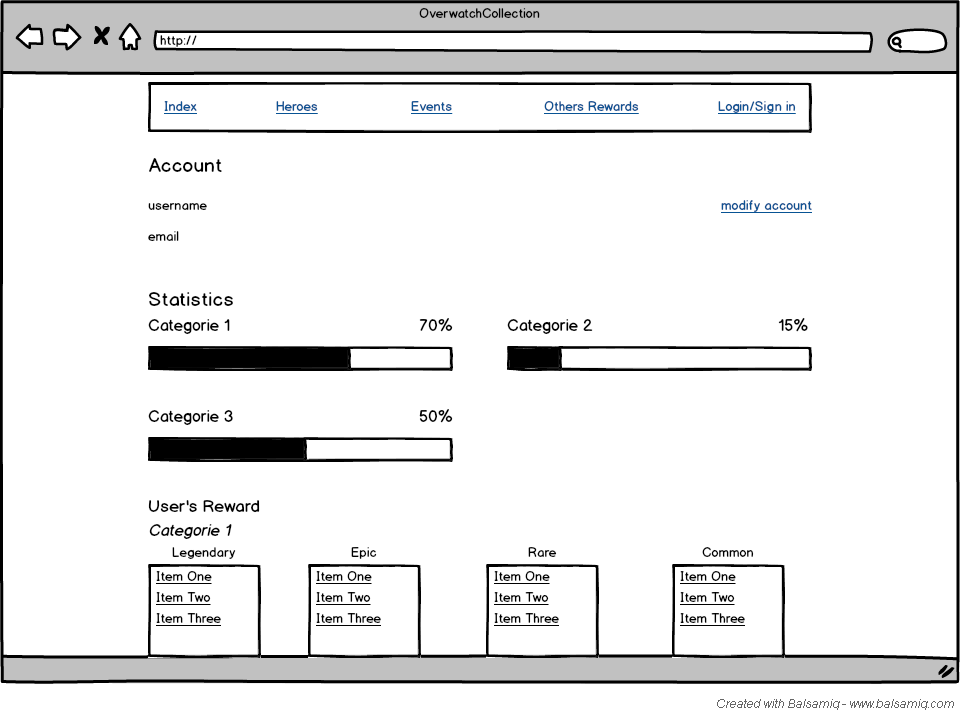 OverwatchCollection
http://
Index Heroes Events Others Rewards Login/Sign in
Account
username modify account
email
Statistics
Categorie 1 70% Categorie 2 15%
Categorie 3 50%
User's Reward
Categorie 1
Legendary Epic Rare Common
Item One Item One Item One Item One
Item Two Item Two Item Two Item Two
Item Three Item Three Item Three Item Three
Created with Balsamiq - www.balsamiq.com